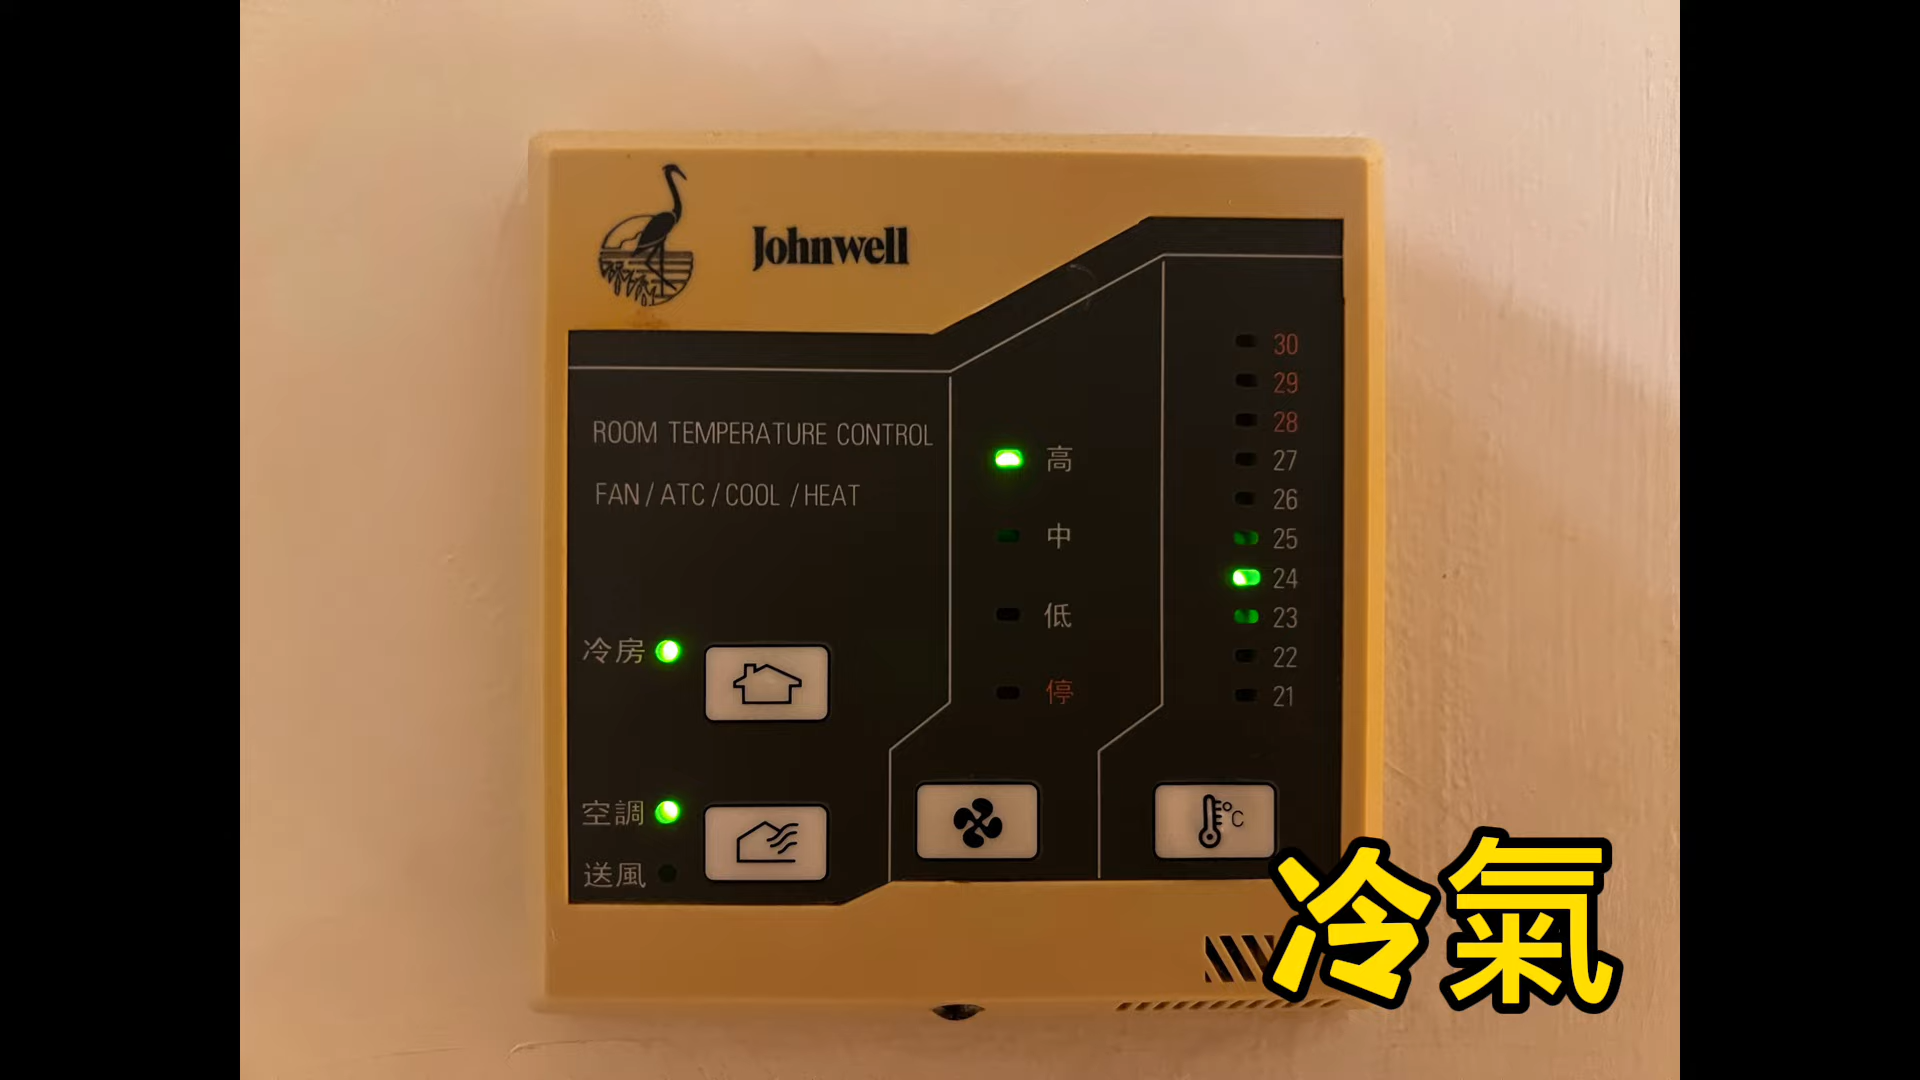 Johnwell
ROOM TEMPERATURE CONTROL
FAN / ATC / COOL / HEAT
冷房
空調
送風
高
中
低
停
30
29
28
27
26
25
24
23
22
21
°C
冷氣